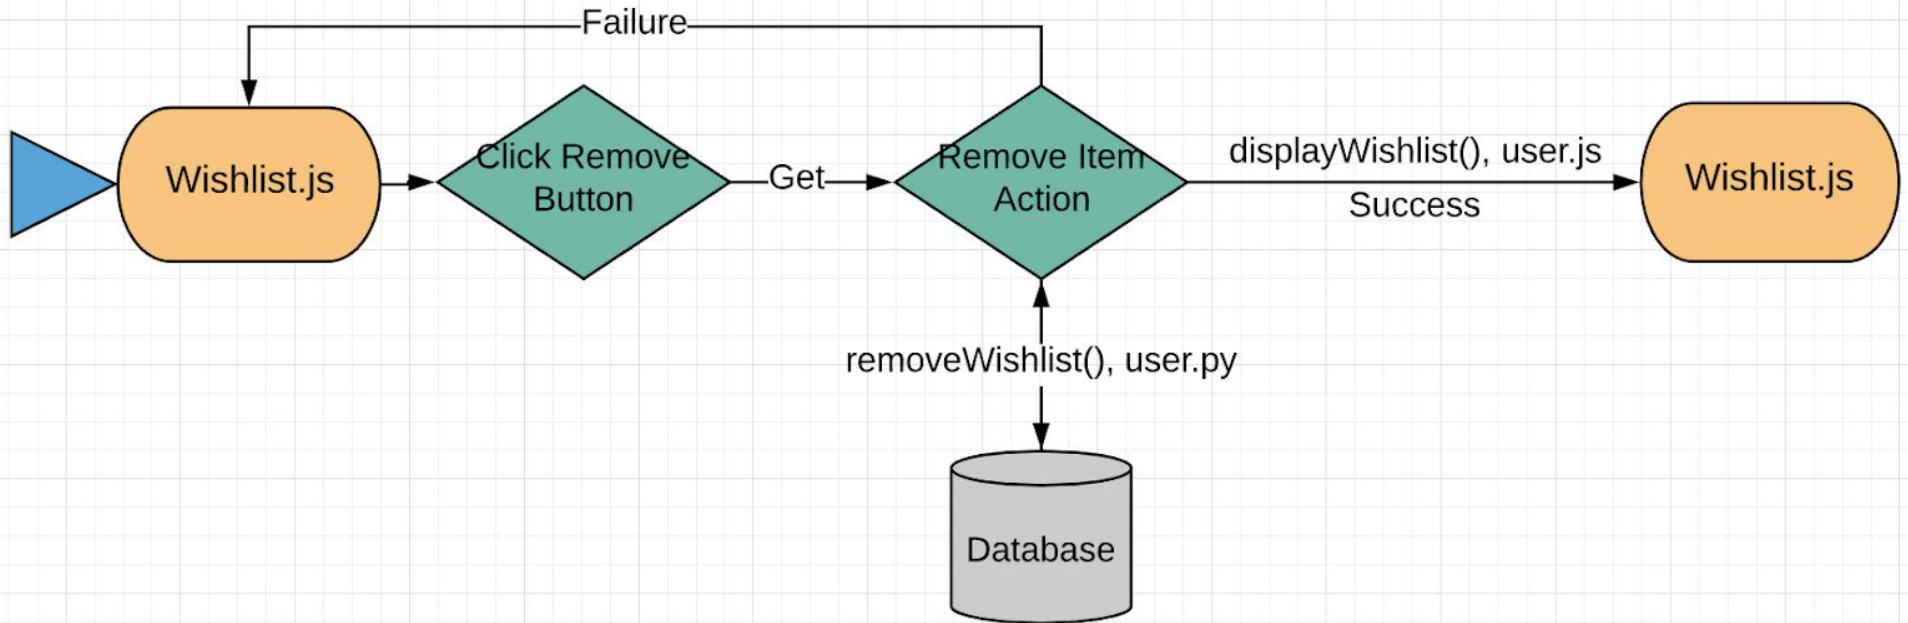 Failure
Wishlist.js
Click Remove
Button
Get
Remove Item
Action
displayWishlist(), user.js
Success
Wishlist.js
removeWishlist(), user.py
Database